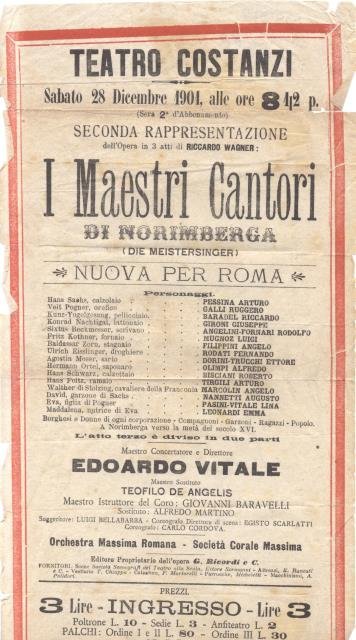 TEATRO COSTANZI
Sabato 28 Dicembre 1901, alle ore 8 1|2 p.
(Sera 2ª d'Abbonamento)
SECONDA RAPPRESENTAZIONE
dell'Opera in 3 atti di RICCARDO WAGNER:
I Maestri Cantori
DI NORIMBERGA
(DIE MEISTERSINGER)
NUOVA PER ROMA
Personaggi.
Hans Sachs, calzolaio PESSINA ARTURO
Veit Pogner, orefice GALLI RUGGERO
Kunz Vogelgesang, pellicciaio. BARADEL RICCARDO
Konrad Nachtigal, lattonaio GIRONI GIUSEPPE
Sixtus Beckmesser, scrivano ANGELINI-FORNARI RODOLFO
Fritz Kothner, fornaio MUGNOZ LUIGI
Baldassar Zorn, stagnaio FILIPPINI ANGELO
Ulrich Eisslinger, droghiere RODATI FERNANDO
Agostin Moser, sarto DORINI-TRUCCHI ETTORE
Hermann Ortel, saponaro OLIMPI ALFREDO
Hans Schwarz, calzettaio MISCIANI ROBERTO
Hans Foltz, ramaio TIRGILI ARTURO
Walther di Stolzing, cavaliere della Franconia MARCOLIN ANGELO
David, garzone di Sachs NANNETTI AUGUSTO
Eva, figlia di Pogner PASINI-VITALE LINA
Maddalena, nutrice di Eva LEONARDI EMMA
Borghesi e Donne di ogni corporazione - Compagnoni - Garzoni - Ragazzi - Popolo.
A Norimberga verso la metà del secolo XVI.
L'atto terzo è diviso in due parti
Maestro Concertatore e Direttore
EDOARDO VITALE
Maestro Sostituto
TEOFILO DE ANGELIS
Maestro Istruttore del Coro: GIOVANNI BARAVELLI
Sostituto: ALFREDO MARTINO
Suggeritore: LUIGI BELLABARBA - Coreografo Direttore di scena: EGISTO SCARLATTI
Coreografo: CARLO CORDOVA.
Orchestra Massima Romana - Società Corale Massima
Editore Proprietario dell'opera G. Ricordi e C.
PREZZI
3 Lire - INGRESSO - Lire 3
Poltrone L. 10 - Sedie L. 3 - Anfiteatro L. 2
PALCHI: Ordine I e II L. 80 - Ordine III L. 30